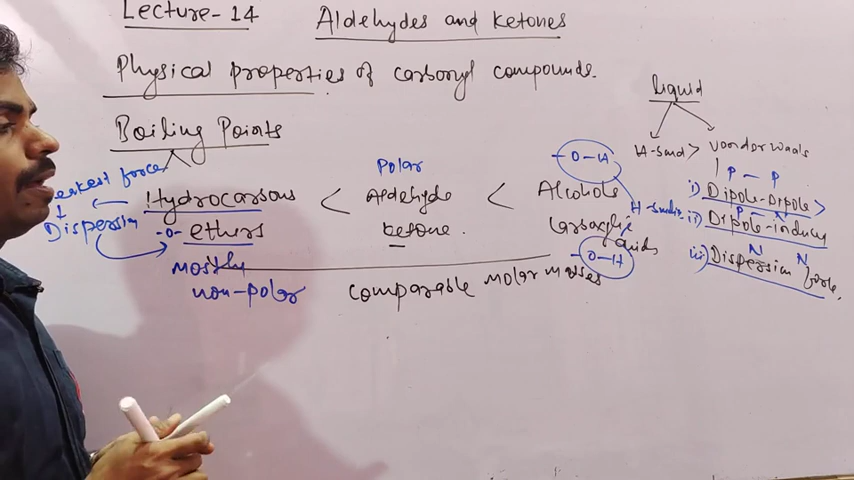 Lecture-14 Aldehydes and Ketones
Physical properties of carbonyl compounds.
Boiling Points
Liquid
H-bond > vander waals
P - P
i) Dipole-Dipole >
P - N
ii) Dipole-induced
N N
iii) Dispersion force.
weakest force
Dispersion
Polar
-O-H
Hydrocarbons < Aldehyde < Alcohols
-O- ethers ketone. Carboxylic acids
H-bonding
-O-H
mostly
non-polar
comparable molar masses